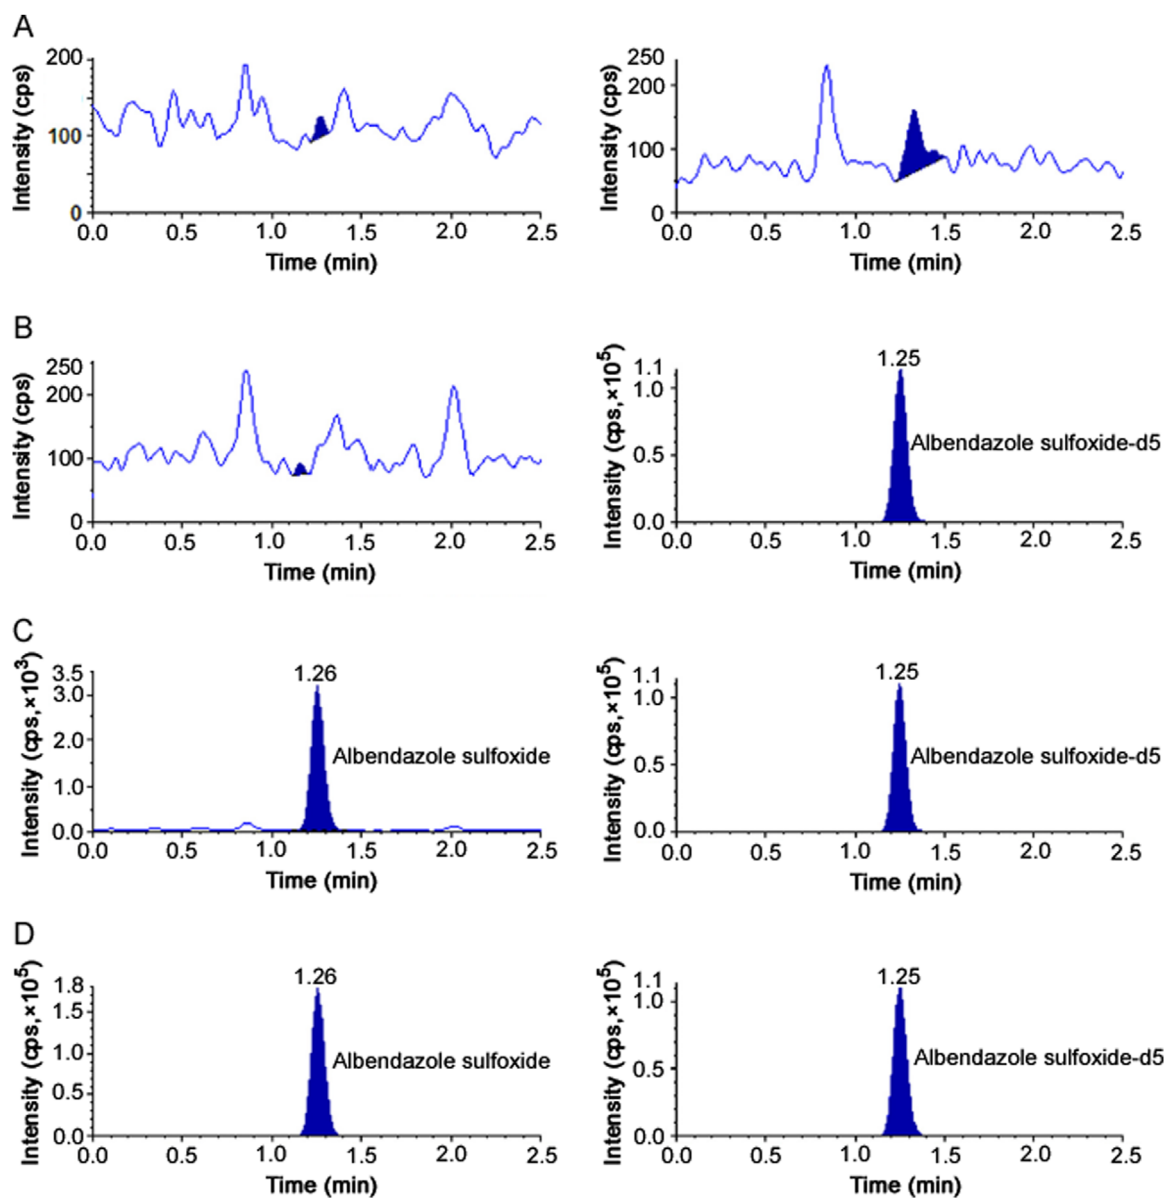 A
Intensity (cps)
200
100
0
0.0 0.5 1.0 1.5 2.0 2.5
Time (min)
Intensity (cps)
250
200
100
0
0.0 0.5 1.0 1.5 2.0 2.5
Time (min)
B
Intensity (cps)
250
200
100
0
0.0 0.5 1.0 1.5 2.0 2.5
Time (min)
Intensity (cps,×10⁵)
1.1
1.0
0.5
0.0
1.25
Albendazole sulfoxide-d5
0.0 0.5 1.0 1.5 2.0 2.5
Time (min)
C
Intensity (cps,×10³)
3.5
3.0
2.0
1.0
0.0
1.26
Albendazole sulfoxide
0.0 0.5 1.0 1.5 2.0 2.5
Time (min)
Intensity (cps,×10⁵)
1.1
1.0
0.5
0.0
1.25
Albendazole sulfoxide-d5
0.0 0.5 1.0 1.5 2.0 2.5
Time (min)
D
Intensity (cps,×10⁵)
1.8
1.5
1.0
0.5
0.0
1.26
Albendazole sulfoxide
0.0 0.5 1.0 1.5 2.0 2.5
Time (min)
Intensity (cps,×10⁵)
1.1
1.0
0.5
0.0
1.25
Albendazole sulfoxide-d5
0.0 0.5 1.0 1.5 2.0 2.5
Time (min)